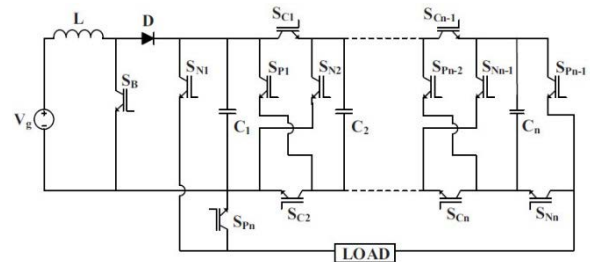 L
D
S_C1
S_Cn-1
S_B
S_N1
S_P1
S_N2
S_Pn-2
S_Nn-1
S_Pn-1
V_g
C_1
C_2
C_n
S_Pn
S_C2
S_Cn
S_Nn
LOAD